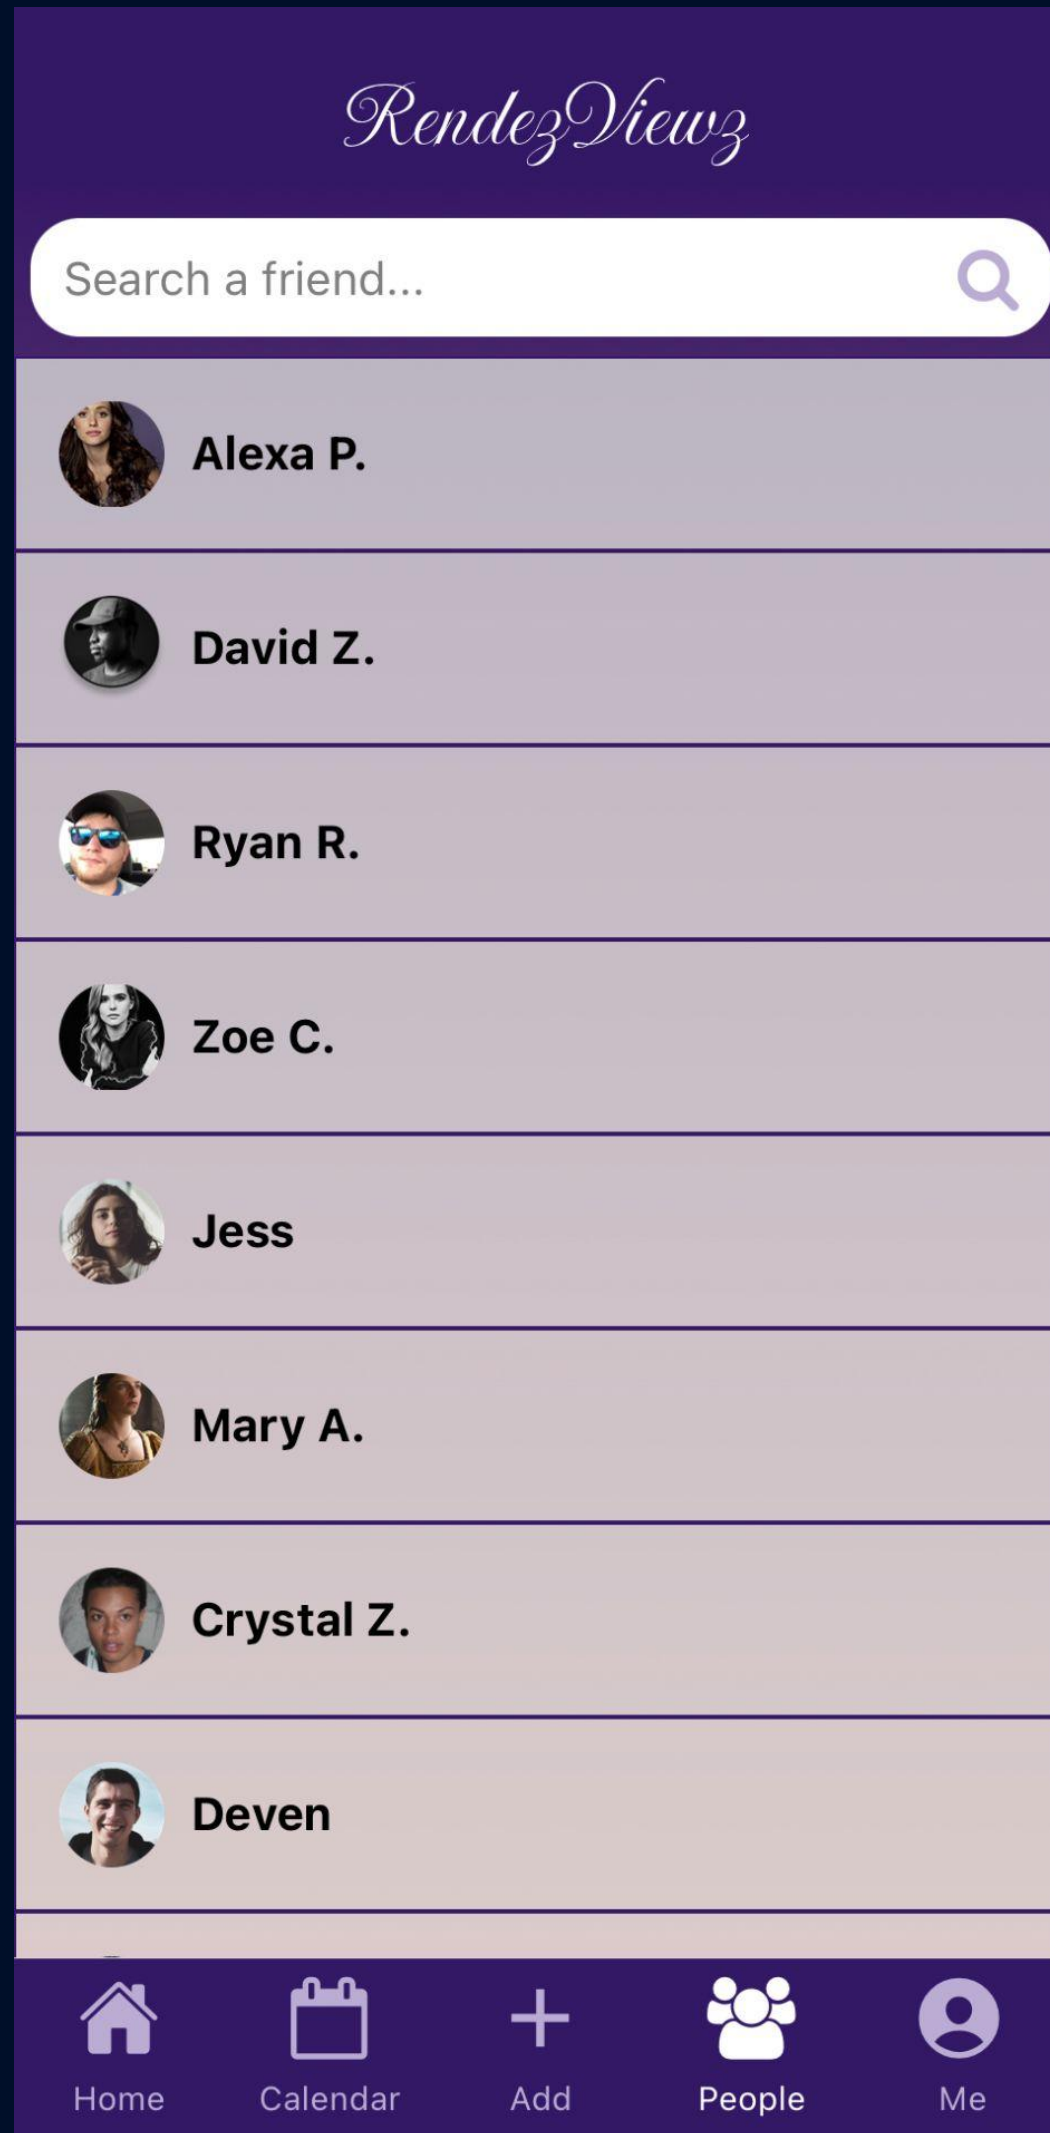 RendezViewz
Search a friend...
Alexa P.
David Z.
Ryan R.
Zoe C.
Jess
Mary A.
Crystal Z.
Deven
Home Calendar Add People Me